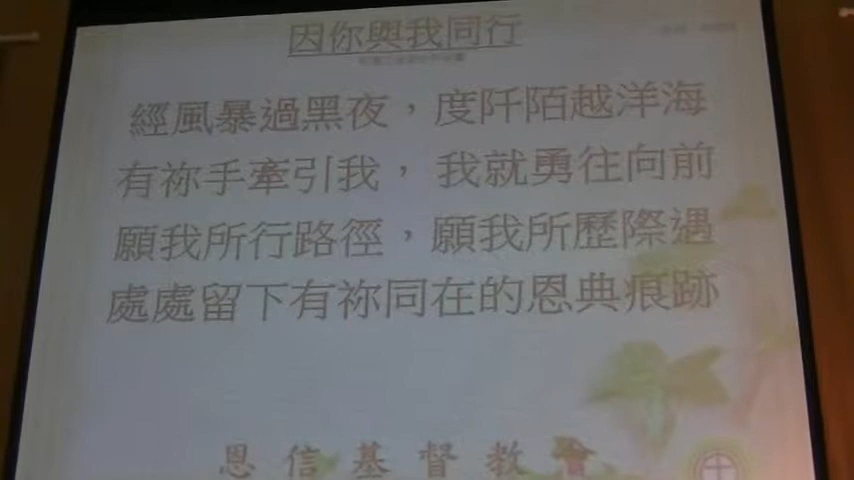 因你與我同行
經風暴過黑夜，度阡陌越洋海
有祢手牽引我，我就勇往向前
願我所行路徑，願我所歷際遇
處處留下有祢同在的恩典痕跡
恩信基督教會